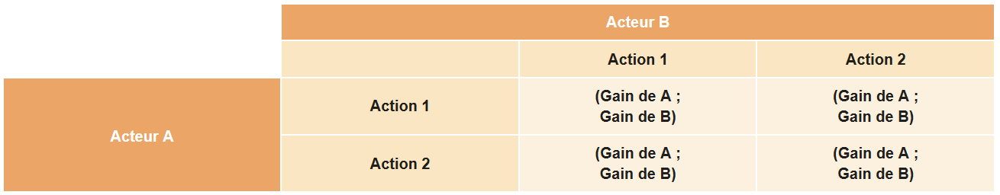 Acteur B
Action 1
Action 2
Acteur A
Action 1
(Gain de A ;
Gain de B)
(Gain de A ;
Gain de B)
Action 2
(Gain de A ;
Gain de B)
(Gain de A ;
Gain de B)